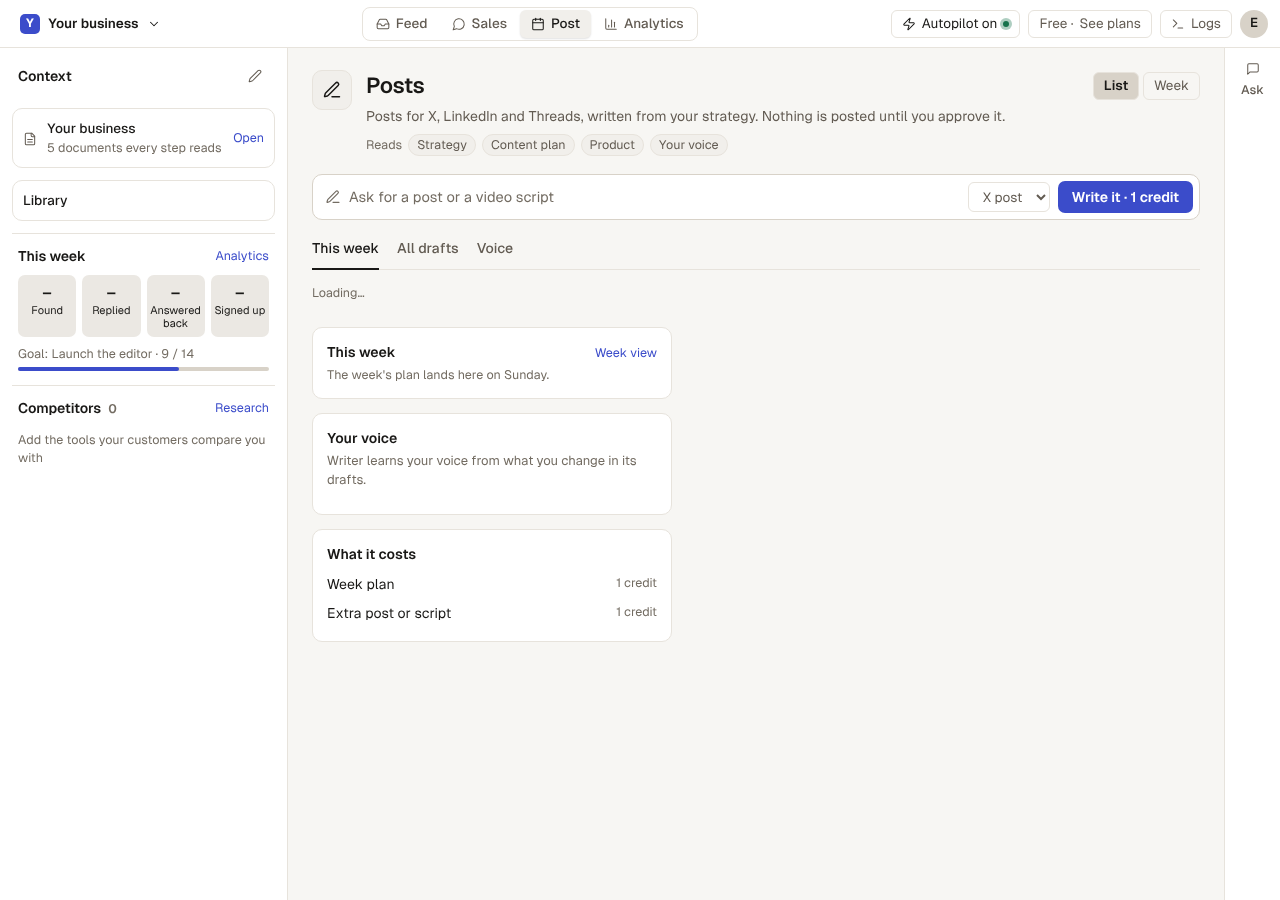 Y Your business
Feed
Sales
Post
Analytics
Autopilot on
Free · See plans
Logs
E
Context
Your business
5 documents every step reads
Open
Library
This week
Analytics
– Found
– Replied
– Answered back
– Signed up
Goal: Launch the editor · 9 / 14
Competitors 0
Research
Add the tools your customers compare you
with
Posts
List
Week
Posts for X, LinkedIn and Threads, written from your strategy. Nothing is posted until you approve it.
Reads
Strategy
Content plan
Product
Your voice
Ask for a post or a video script
X post
Write it · 1 credit
This week
All drafts
Voice
Loading…
This week
Week view
The week's plan lands here on Sunday.
Your voice
Writer learns your voice from what you change in its
drafts.
What it costs
Week plan
1 credit
Extra post or script
1 credit
Ask